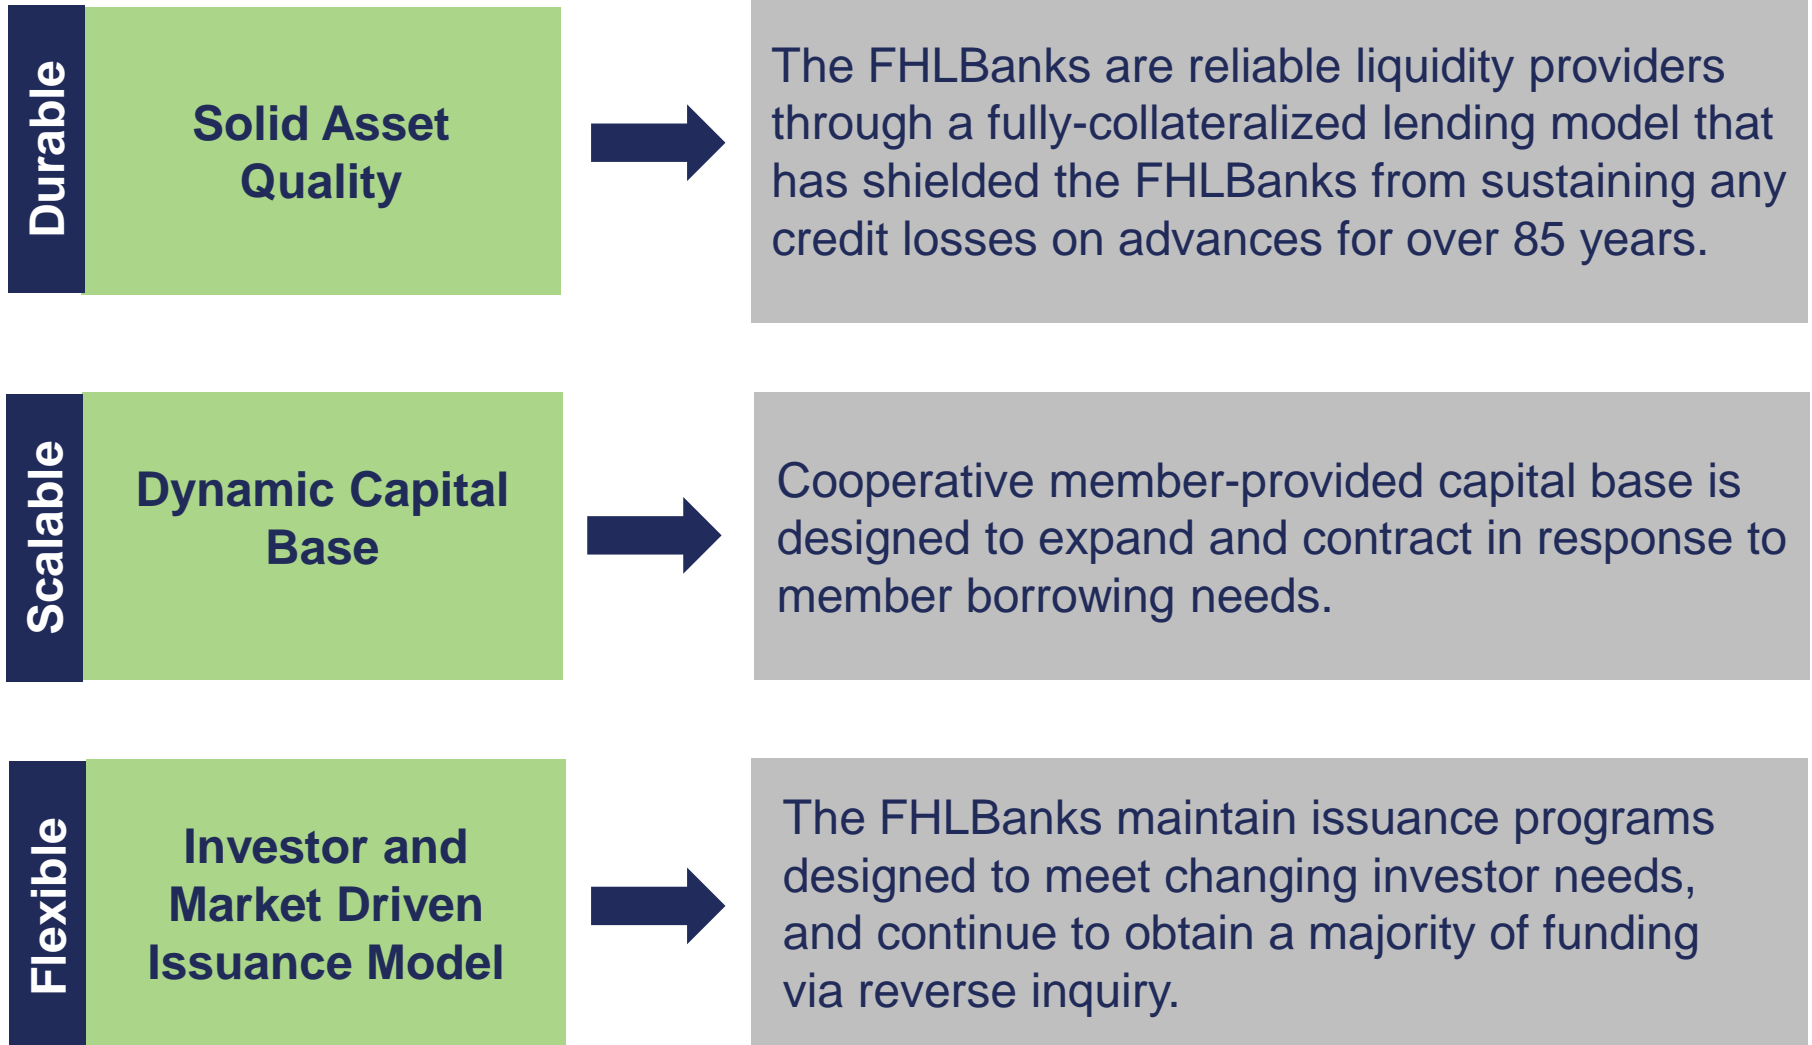 Durable
Solid Asset
Quality
The FHLBanks are reliable liquidity providers
through a fully-collateralized lending model that
has shielded the FHLBanks from sustaining any
credit losses on advances for over 85 years.
Scalable
Dynamic Capital
Base
Cooperative member-provided capital base is
designed to expand and contract in response to
member borrowing needs.
Flexible
Investor and
Market Driven
Issuance Model
The FHLBanks maintain issuance programs
designed to meet changing investor needs,
and continue to obtain a majority of funding
via reverse inquiry.